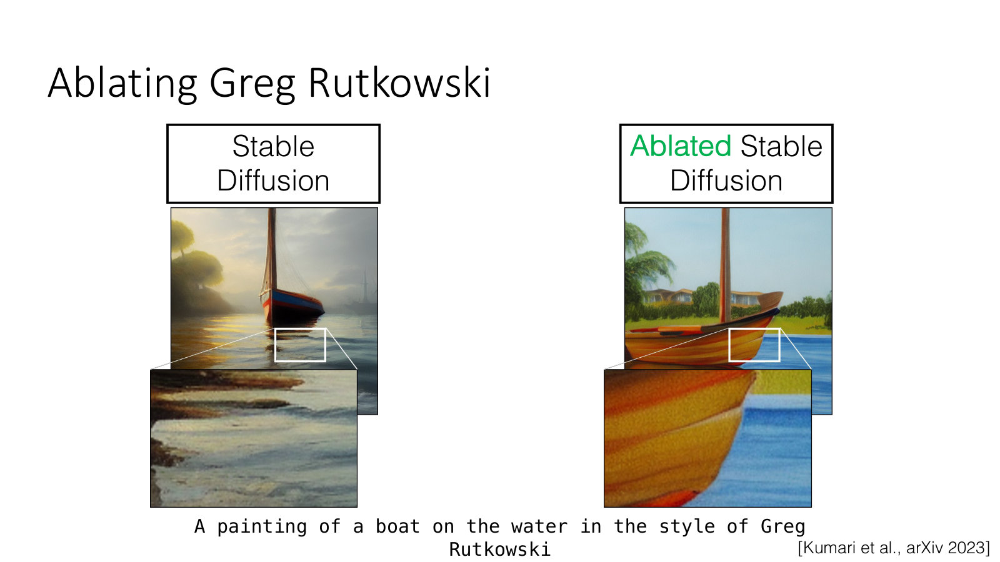 Ablating Greg Rutkowski
Stable
Diffusion
Ablated Stable
Diffusion
A painting of a boat on the water in the style of Greg
Rutkowski
[Kumari et al., arXiv 2023]